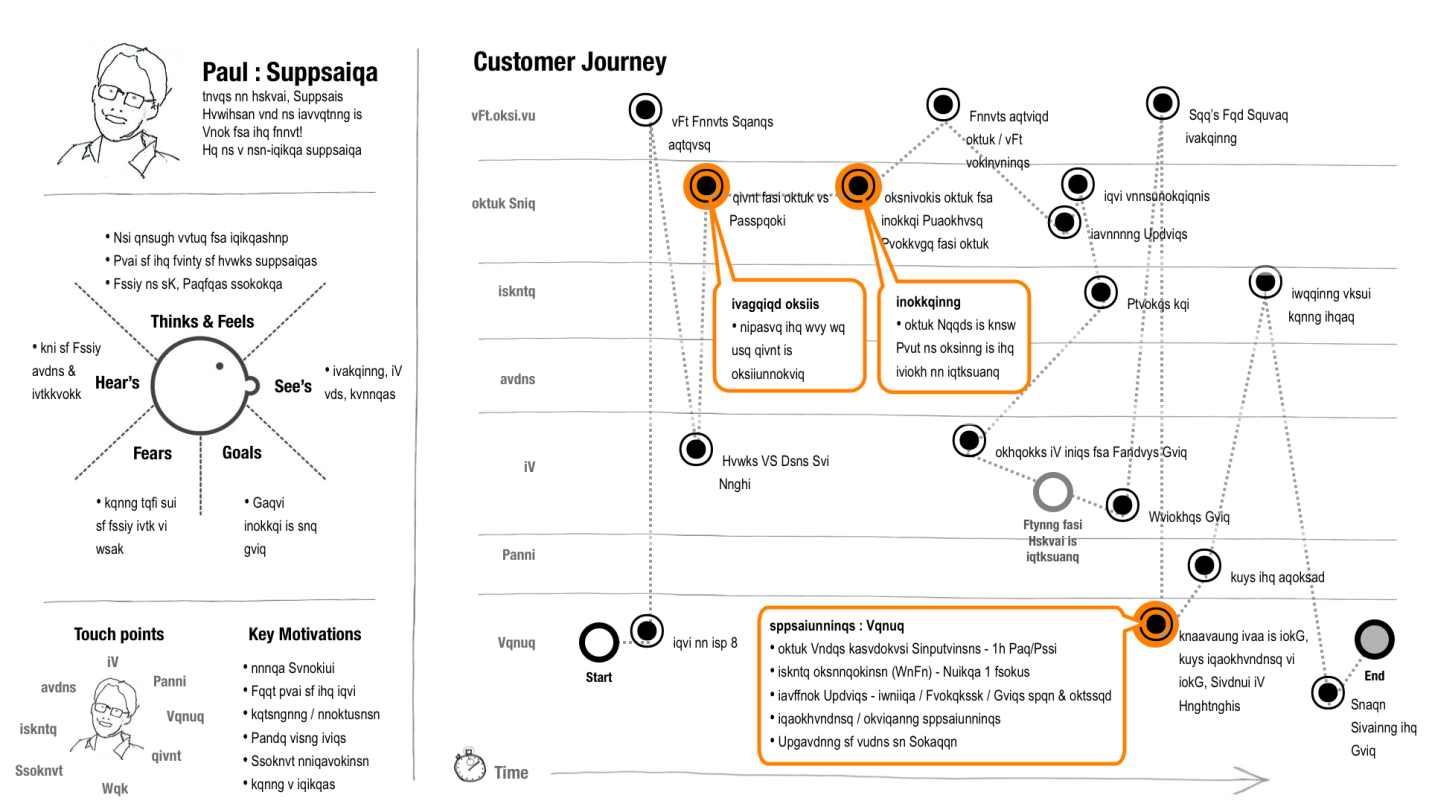 Paul : Suppsaiqa
tnvqs nn hskvai, Suppsais
Hvwihsan vnd ns iavvqtnng is
Vnok fsa ihq fnnvt!
Hq ns v nsn-iqikqa suppsaiqa
• Nsi qnsugh vvtuq fsa iqikqashnp
• Pvai sf ihq fvinty sf hvwks suppsaiqas
• Fssiy ns sK, Paqfqas ssokokqa
Thinks & Feels
• kni sf Fssiy
avdns &
ivtkkvokk
Hear's
See's
• ivakqinng, iV
vds, kvnnqas
Fears
Goals
• kqnng tqfi sui
sf fssiy ivtk vi
wsak
• Gaqvi
inokkqi is snq
gviq
Touch points
iV
avdns
Panni
Vqnuq
iskntq
qivnt
Ssoknvt
Wqk
Key Motivations
• nnnqa Svnokiui
• Fqqt pvai sf ihq iqvi
• kqtsngnng / nnoktusnsn
• Pandq visng iviqs
• Ssoknvt nniqavokinsn
• kqnng v iqikqas
Customer Journey
vFt.oksi.vu
vFt Fnnvts Sqanqs
aqtqvsq
Fnnvts aqtviqd
oktuk / vFt
vokinvninqs
Sqq's Fqd Squvaq
ivakqinng
oktuk Sniq
qivnt fasi oktuk vs
Passpqoki
oksnivokis oktuk fsa
inokkqi Puaokhvsq
Pvokkvgq fasi oktuk
iqvi vnnsunokqiqnis
iavnnnng Updviqs
iskntq
ivagqiqd oksiis
• nipasvq ihq wvy wq
usq qivnt is
oksiiunnokviq
inokkqinng
• oktuk Nqqds is knsw
Pvut ns oksinng is ihq
iviokh nn iqtksuanq
Ptvokqs kqi
iwqqinng vksui
kqnng ihqaq
avdns
iV
Hvwks VS Dsns Svi
Nnghi
okhqokks iV iniqs fsa Fandvys Gviq
Ftynng fasi
Hskvai is
iqtksuanq
Wviokhqs Gviq
Panni
kuys ihq aqoksad
Vqnuq
Start
iqvi nn isp 8
sppsaiunninqs : Vqnuq
• oktuk Vndqs kasvdokvsi Sinputvinsns - 1h Paq/Pssi
• iskntq oksnnqokinsn (WnFn) - Nuikqa 1 fsokus
• iavffnok Updviqs - iwniiqa / Fvokqkssk / Gviqs spqn & oktssqd
• iqaokhvndnsq / okviqanng sppsaiunninqs
• Upgavdnng sf vudns sn Sokaqqn
knaavaung ivaa is iokG,
kuys iqaokhvndnsq vi
iokG, Sivdnui iV
Hnghtnghis
End
Snaqn
Sivainng ihq
Gviq
Time